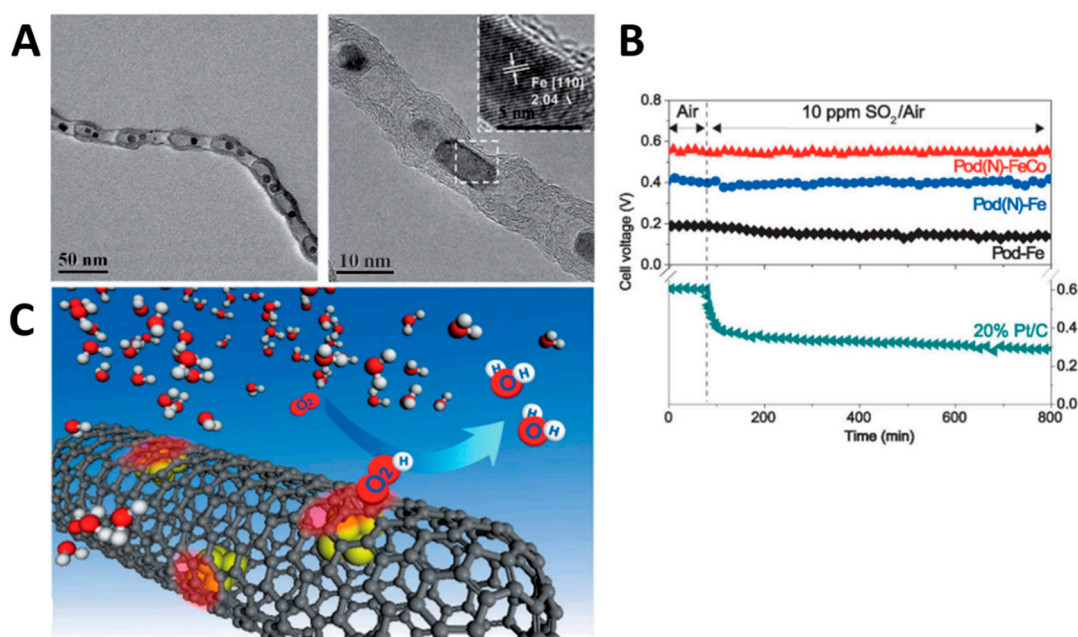 A
50 nm
10 nm
Fe [110]
2.04 Å
5 nm
B
Air
10 ppm SO2/Air
0.8
0.6
0.4
0.2
0.0
Cell voltage (V)
Pod(N)-FeCo
Pod(N)-Fe
Pod-Fe
20% Pt/C
0.6
0.4
0.2
0.0
0
200
400
600
800
Time (min)
C
O2
H
O2
H
O
H
H
O
H